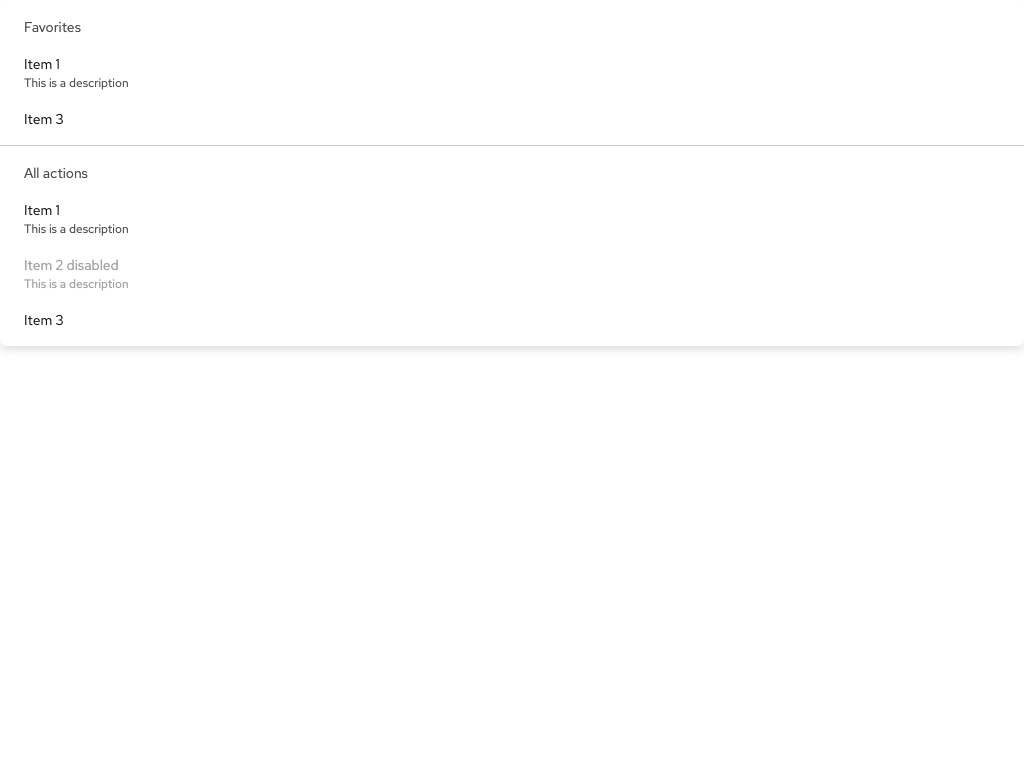 Favorites
Item 1
This is a description
Item 3
All actions
Item 1
This is a description
Item 2 disabled
This is a description
Item 3